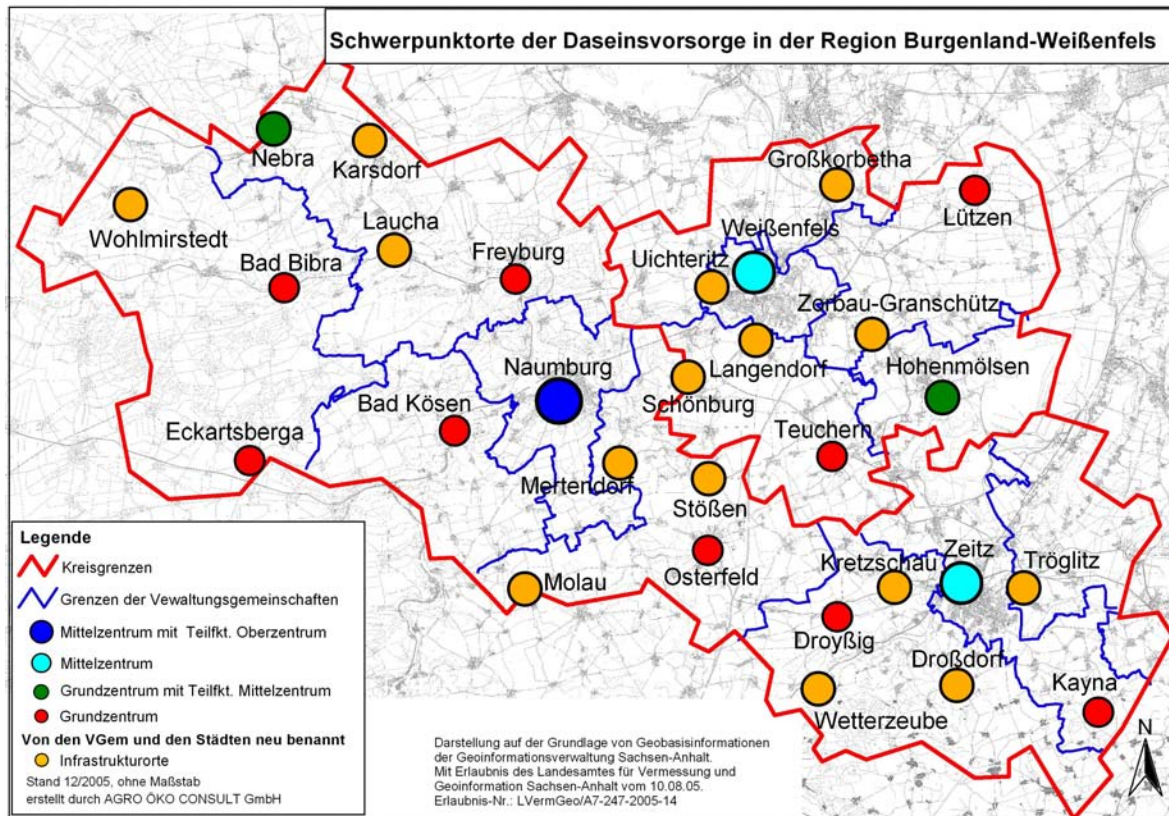 Schwerpunktorte der Daseinsvorsorge in der Region Burgenland-Weißenfels
Nebra
Karsdorf
Großkorbetha
Lützen
Wohlmirstedt
Laucha
Freyburg
Weißenfels
Uichteritz
Bad Bibra
Zorbau-Granschütz
Naumburg
Langendorf
Hohenmölsen
Schönburg
Bad Kösen
Eckartsberga
Teuchern
Mertendorf
Stößen
Osterfeld
Molau
Kretzschau
Zeitz
Tröglitz
Droyßig
Droßdorf
Kayna
Wetterzeube
Legende
Kreisgrenzen
Grenzen der Vewaltungsgemeinschaften
Mittelzentrum mit Teilfkt. Oberzentrum
Mittelzentrum
Grundzentrum mit Teilfkt. Mittelzentrum
Grundzentrum
Von den VGem und den Städten neu benannt
Infrastrukturorte
Stand 12/2005, ohne Maßstab
erstellt durch AGRO ÖKO CONSULT GmbH
Darstellung auf der Grundlage von Geobasisinformationen
der Geoinformationsverwaltung Sachsen-Anhalt.
Mit Erlaubnis des Landesamtes für Vermessung und
Geoinformation Sachsen-Anhalt vom 10.08.05.
Erlaubnis-Nr.: LVermGeo/A7-247-2005-14
N